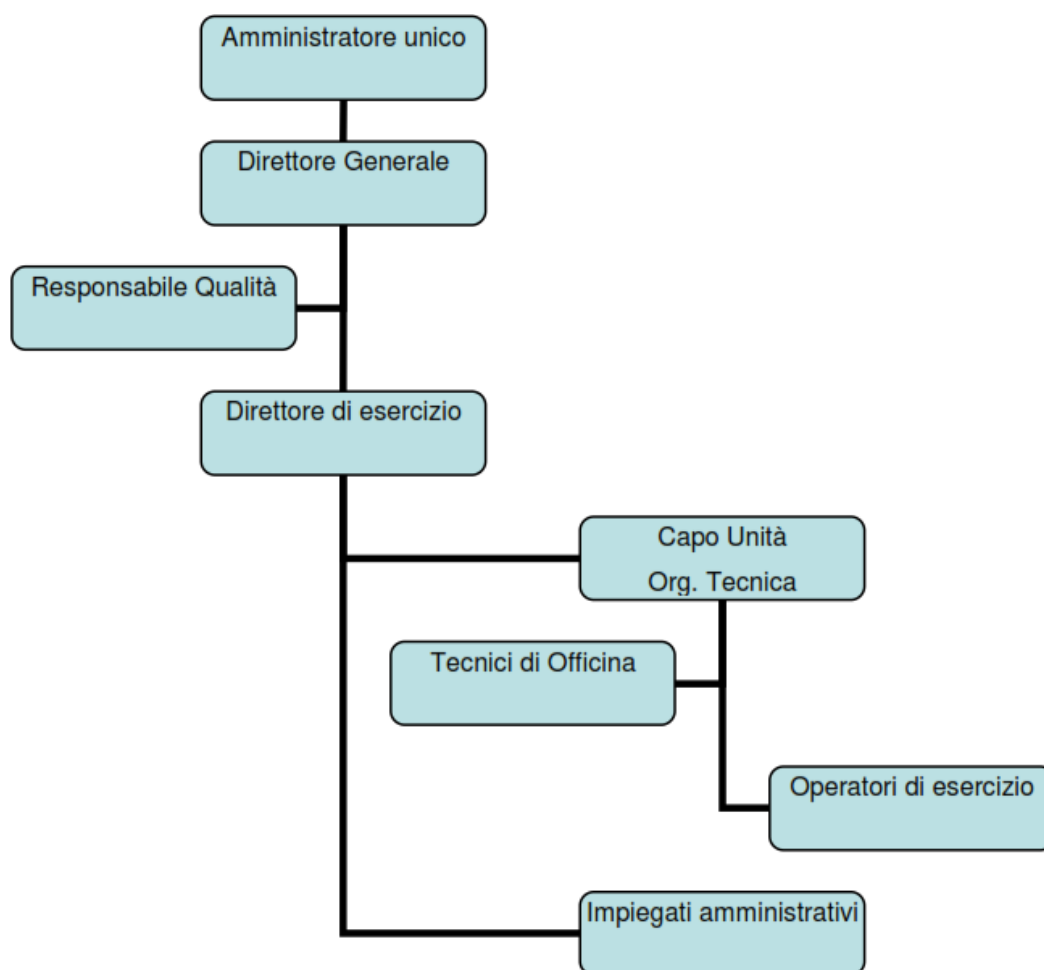 Amministratore unico
Direttore Generale
Responsabile Qualità
Direttore di esercizio
Capo Unità
Org. Tecnica
Tecnici di Officina
Operatori di esercizio
Impiegati amministrativi